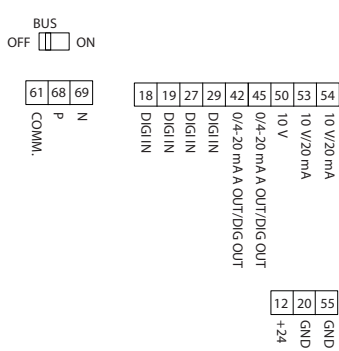 BUS
OFF ON
61 68 69
COMM.
P
N
18 19 27 29 42 45 50 53 54
DIGI IN
DIGI IN
DIGI IN
DIGI IN
0/4-20 mA A OUT/DIG OUT
0/4-20 mA A OUT/DIG OUT
10 V
10 V/20 mA
10 V/20 mA
12 20 55
+24
GND
GND